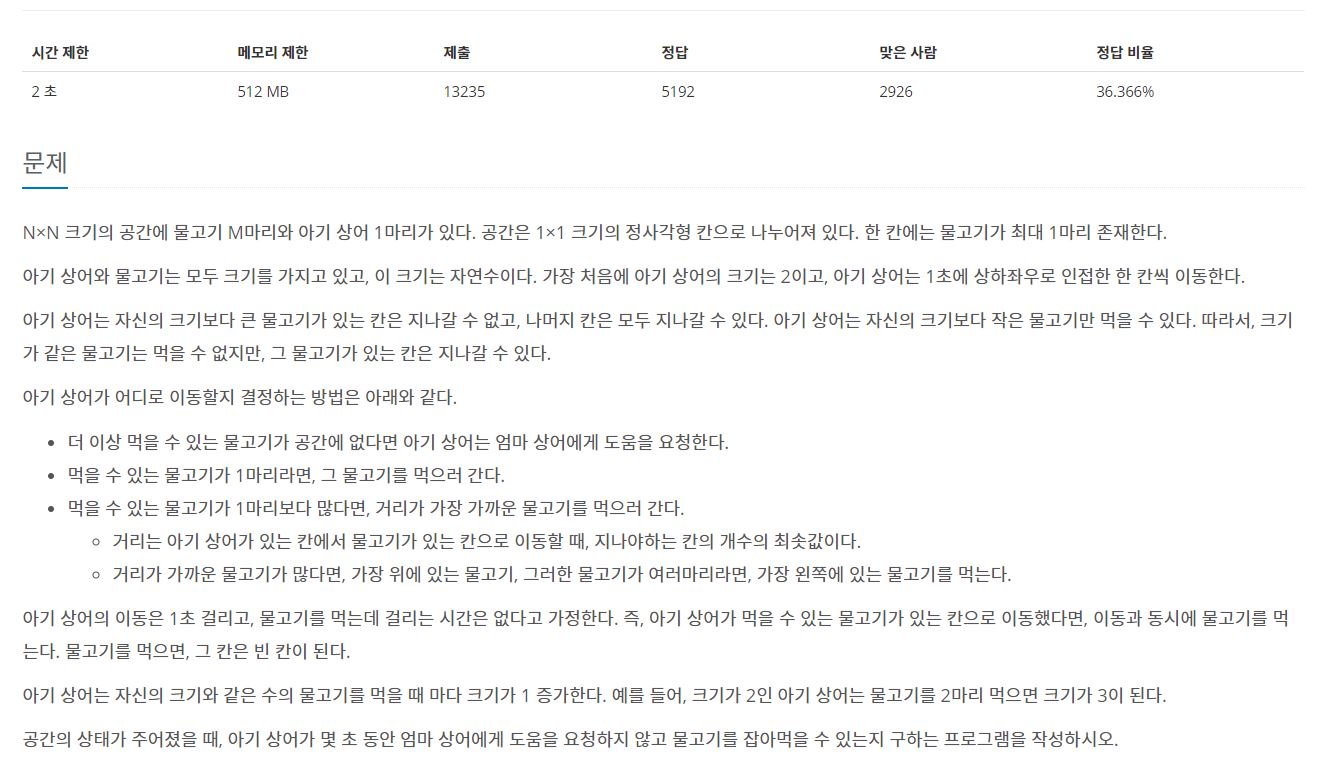 시간 제한 메모리 제한 제출 정답 맞은 사람 정답 비율
2 초 512 MB 13235 5192 2926 36.366%
문제
N×N 크기의 공간에 물고기 M마리와 아기 상어 1마리가 있다. 공간은 1×1 크기의 정사각형 칸으로 나누어져 있다. 한 칸에는 물고기가 최대 1마리 존재한다.
아기 상어와 물고기는 모두 크기를 가지고 있고, 이 크기는 자연수이다. 가장 처음에 아기 상어의 크기는 2이고, 아기 상어는 1초에 상하좌우로 인접한 한 칸씩 이동한다.
아기 상어는 자신의 크기보다 큰 물고기가 있는 칸은 지나갈 수 없고, 나머지 칸은 모두 지나갈 수 있다. 아기 상어는 자신의 크기보다 작은 물고기만 먹을 수 있다. 따라서, 크기
가 같은 물고기는 먹을 수 없지만, 그 물고기가 있는 칸은 지나갈 수 있다.
아기 상어가 어디로 이동할지 결정하는 방법은 아래와 같다.
• 더 이상 먹을 수 있는 물고기가 공간에 없다면 아기 상어는 엄마 상어에게 도움을 요청한다.
• 먹을 수 있는 물고기가 1마리라면, 그 물고기를 먹으러 간다.
• 먹을 수 있는 물고기가 1마리보다 많다면, 거리가 가장 가까운 물고기를 먹으러 간다.
◦ 거리는 아기 상어가 있는 칸에서 물고기가 있는 칸으로 이동할 때, 지나야하는 칸의 개수의 최솟값이다.
◦ 거리가 가까운 물고기가 많다면, 가장 위에 있는 물고기, 그러한 물고기가 여러마리라면, 가장 왼쪽에 있는 물고기를 먹는다.
아기 상어의 이동은 1초 걸리고, 물고기를 먹는데 걸리는 시간은 없다고 가정한다. 즉, 아기 상어가 먹을 수 있는 물고기가 있는 칸으로 이동했다면, 이동과 동시에 물고기를 먹
는다. 물고기를 먹으면, 그 칸은 빈 칸이 된다.
아기 상어는 자신의 크기와 같은 수의 물고기를 먹을 때 마다 크기가 1 증가한다. 예를 들어, 크기가 2인 아기 상어는 물고기를 2마리 먹으면 크기가 3이 된다.
공간의 상태가 주어졌을 때, 아기 상어가 몇 초 동안 엄마 상어에게 도움을 요청하지 않고 물고기를 잡아먹을 수 있는지 구하는 프로그램을 작성하시오.